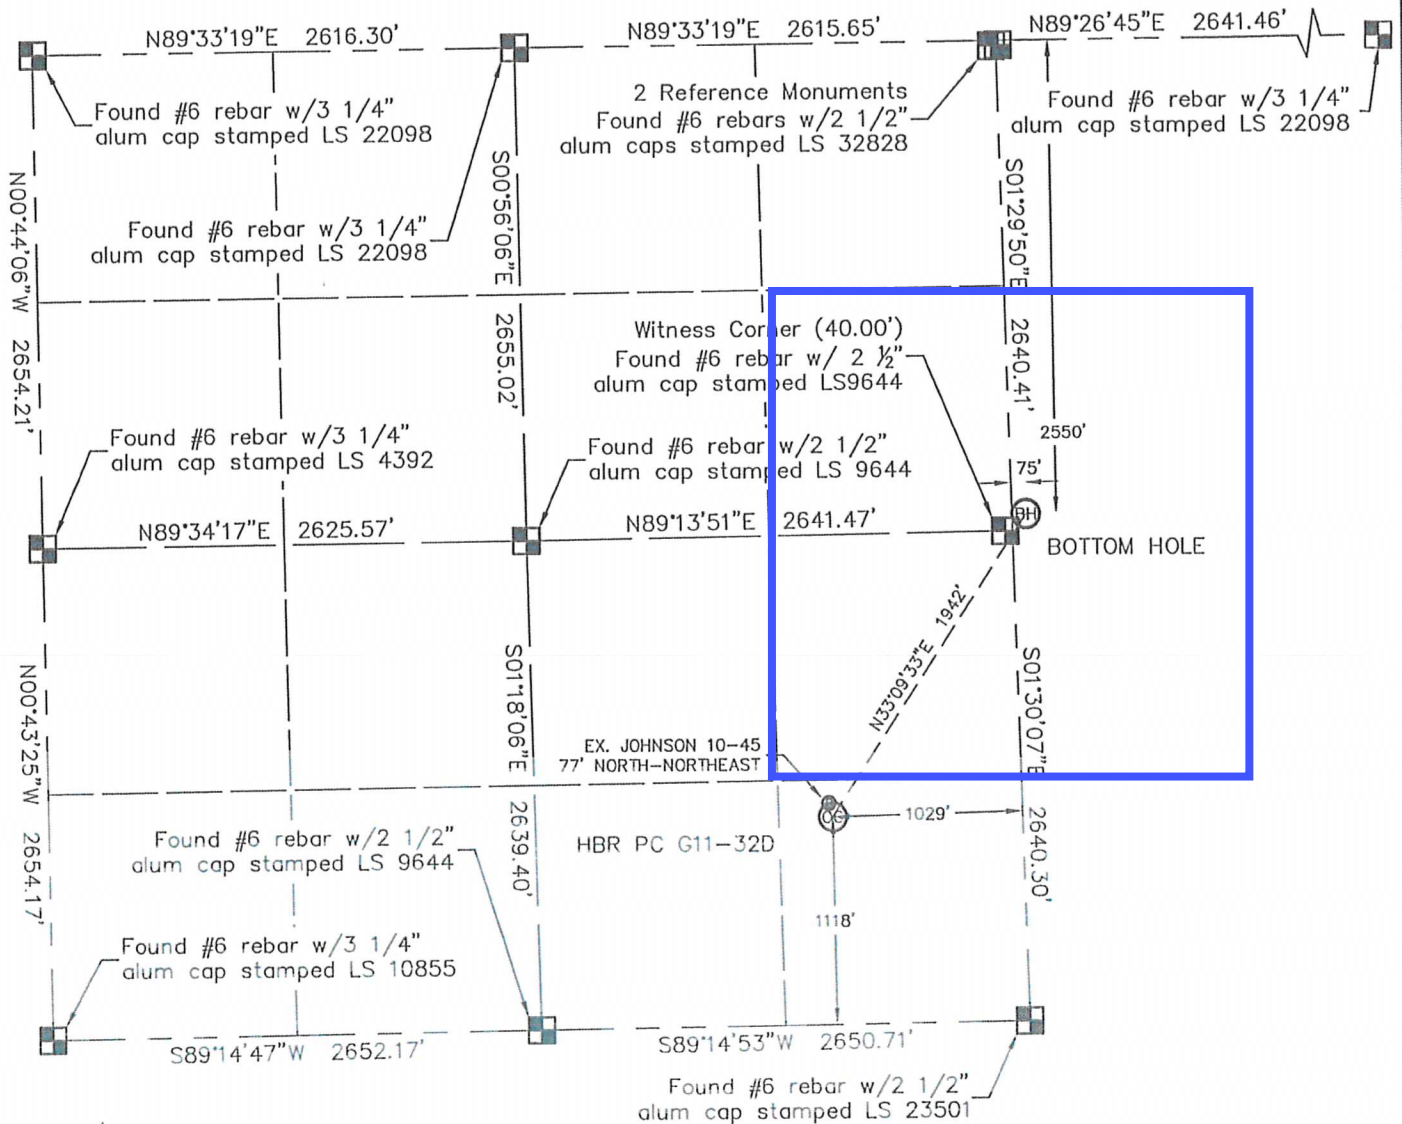 N89°33'19"E 2616.30'
N89°33'19"E 2615.65'
N89°26'45"E 2641.46'
Found #6 rebar w/3 1/4"
alum cap stamped LS 22098
2 Reference Monuments
Found #6 rebars w/2 1/2"
alum caps stamped LS 32828
Found #6 rebar w/3 1/4"
alum cap stamped LS 22098
Found #6 rebar w/3 1/4"
alum cap stamped LS 22098
N00°44'06"W 2654.21'
S00°56'06"E 2655.02'
S01°29'50"E 2640.41'
2550'
Witness Corner (40.00')
Found #6 rebar w/ 2 ½"
alum cap stamped LS9644
Found #6 rebar w/3 1/4"
alum cap stamped LS 4392
Found #6 rebar w/2 1/2"
alum cap stamped LS 9644
75'
BH
N89°34'17"E 2625.57'
N89°13'51"E 2641.47'
BOTTOM HOLE
N33°09'33"E 1942'
N00°43'25"W 2654.17'
S01°18'06"E 2639.40'
S01°30'07"E 2640.30'
EX. JOHNSON 10-45
77' NORTH-NORTHEAST
1029'
HBR PC G11-32D
1118'
Found #6 rebar w/2 1/2"
alum cap stamped LS 9644
Found #6 rebar w/3 1/4"
alum cap stamped LS 10855
S89°14'47"W 2652.17'
S89°14'53"W 2650.71'
Found #6 rebar w/2 1/2"
alum cap stamped LS 23501